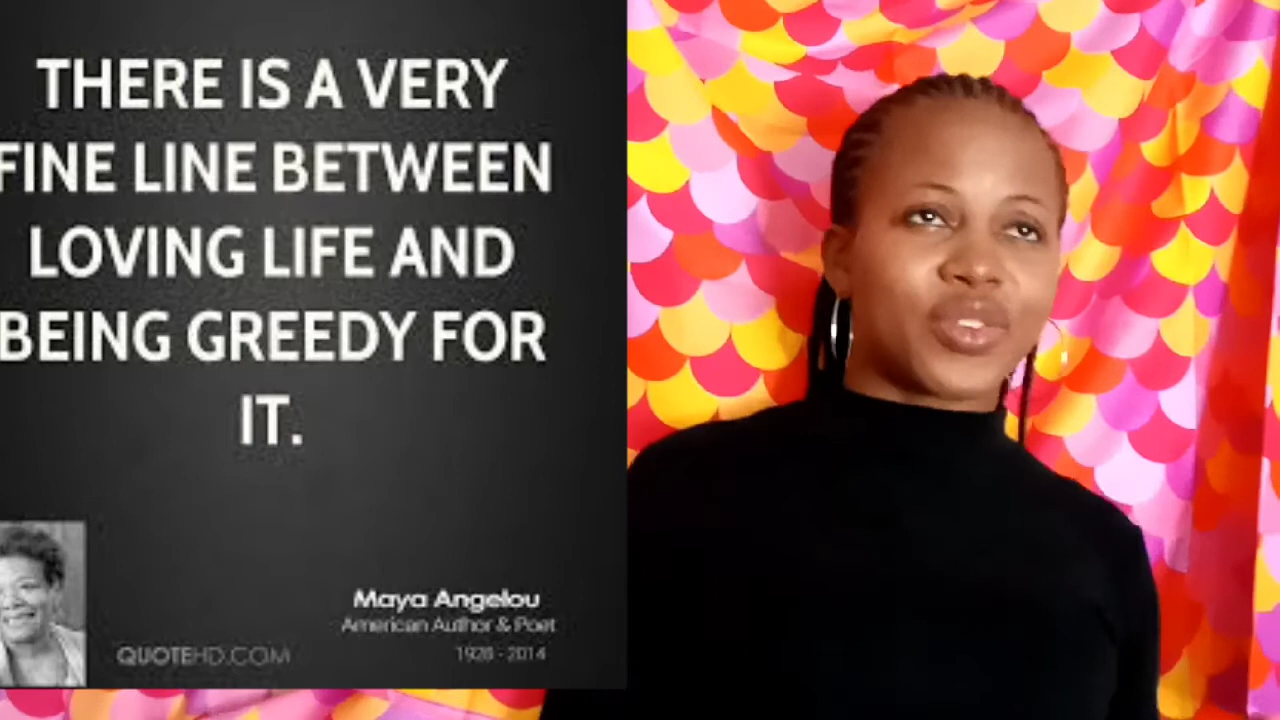 THERE IS A VERY
FINE LINE BETWEEN
LOVING LIFE AND
BEING GREEDY FOR
IT.
Maya Angelou
American Author & Poet
1928 - 2014
QUOTEHD.COM